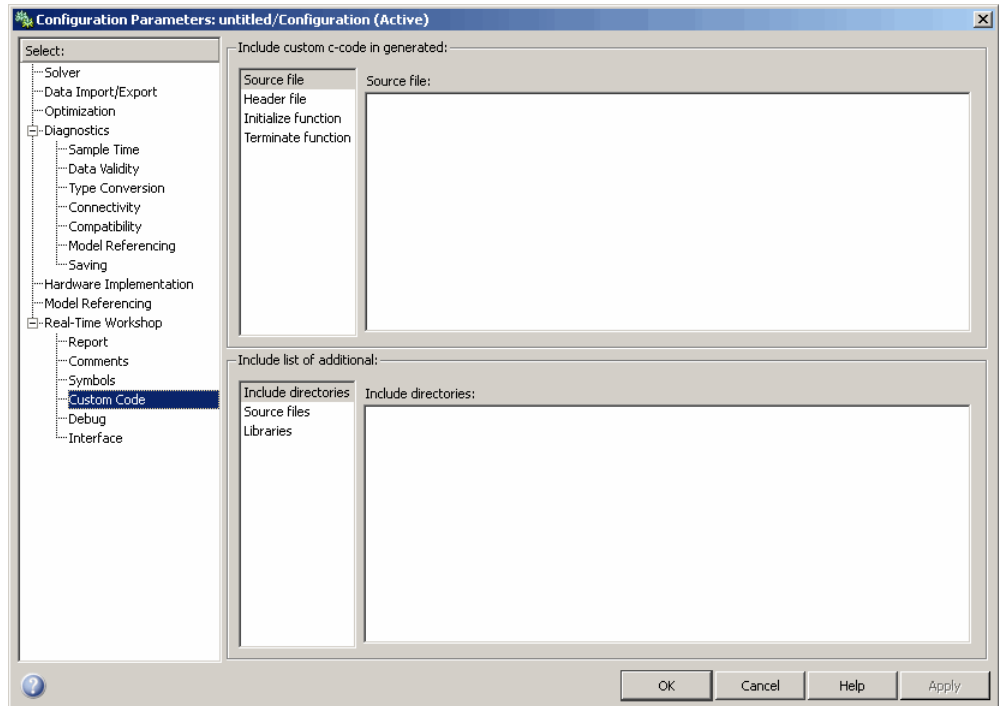 Configuration Parameters: untitled/Configuration (Active)
Select:
Solver
Data Import/Export
Optimization
Diagnostics
Sample Time
Data Validity
Type Conversion
Connectivity
Compatibility
Model Referencing
Saving
Hardware Implementation
Model Referencing
Real-Time Workshop
Report
Comments
Symbols
Custom Code
Debug
Interface
Include custom c-code in generated:
Source file
Header file
Initialize function
Terminate function
Source file:
Include list of additional:
Include directories
Source files
Libraries
Include directories:
OK
Cancel
Help
Apply